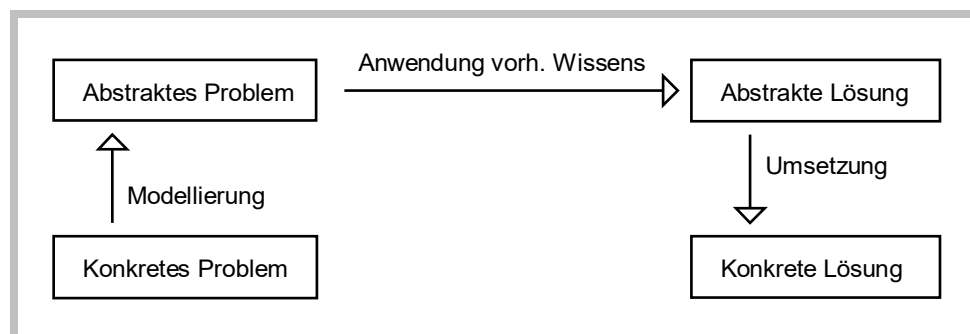 Anwendung vorh. Wissens
Abstraktes Problem
Abstrakte Lösung
Modellierung
Umsetzung
Konkretes Problem
Konkrete Lösung